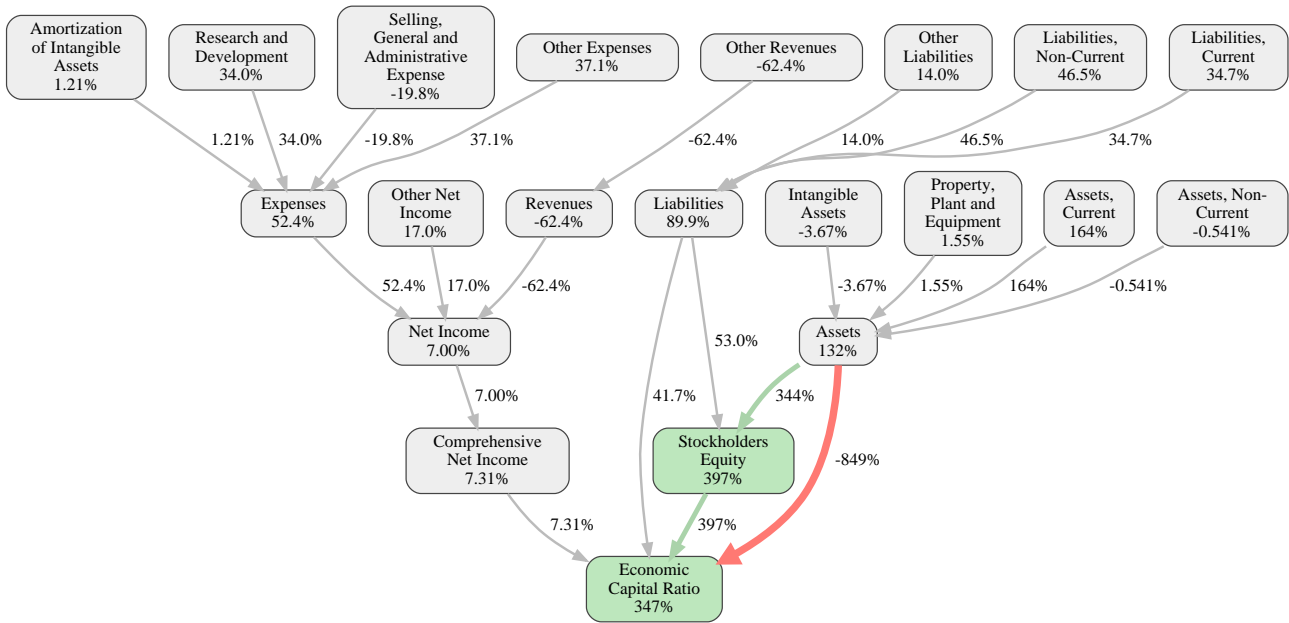 Amortization
of Intangible
Assets
1.21%
Research and
Development
34.0%
Selling,
General and
Administrative
Expense
-19.8%
Other Expenses
37.1%
Other Revenues
-62.4%
Other
Liabilities
14.0%
Liabilities,
Non-Current
46.5%
Liabilities,
Current
34.7%
1.21%
34.0%
-19.8%
37.1%
-62.4%
14.0%
46.5%
34.7%
Expenses
52.4%
Other Net
Income
17.0%
Revenues
-62.4%
Liabilities
89.9%
Intangible
Assets
-3.67%
Property,
Plant and
Equipment
1.55%
Assets,
Current
164%
Assets, Non-
Current
-0.541%
52.4%
17.0%
-62.4%
-3.67%
1.55%
164%
-0.541%
Net Income
7.00%
53.0%
Assets
132%
7.00%
41.7%
344%
Comprehensive
Net Income
7.31%
Stockholders
Equity
397%
-849%
7.31%
397%
Economic
Capital Ratio
347%